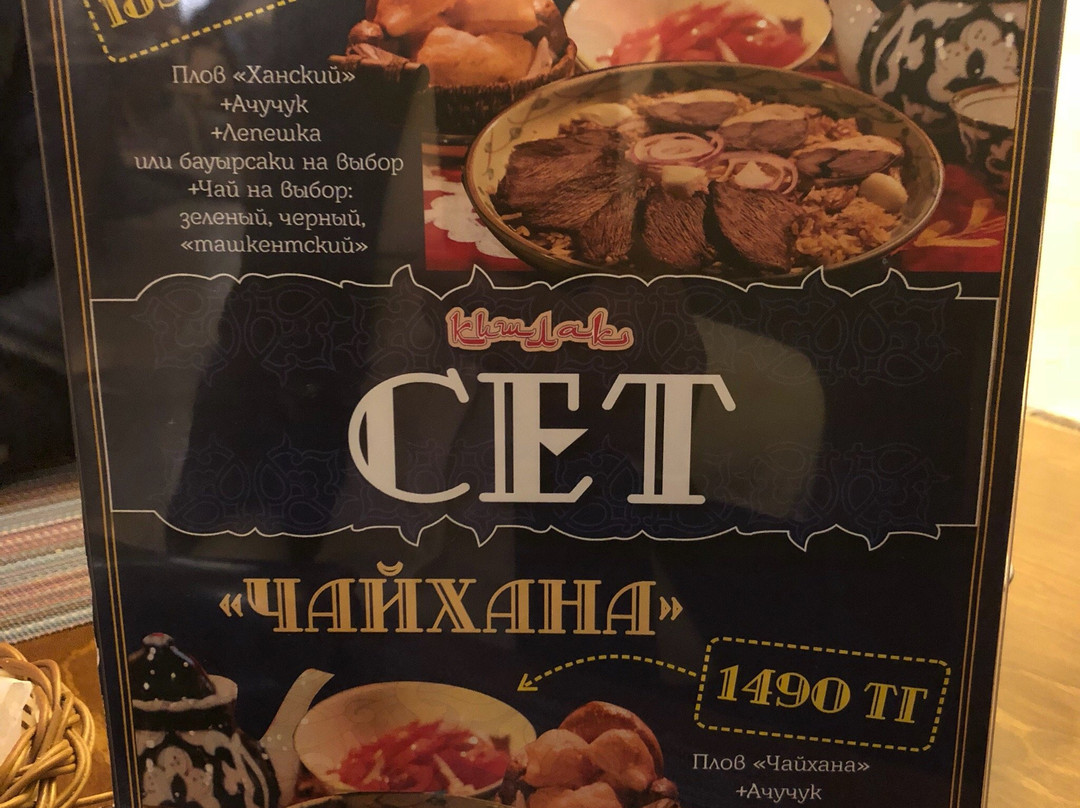 Плов «Ханский»
+Ачучук
+Лепешка
или бауырсаки на выбор
+Чай на выбор:
зеленый, черный,
«ташкентский»
кишлак
СЕТ
«ЧАЙХАНА»
1490 ТГ
Плов «Чайхана»
+Ачучук